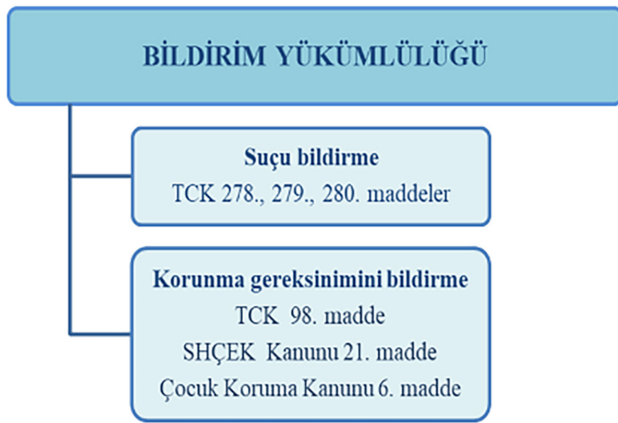 BİLDİRİM YÜKÜMLÜLÜĞÜ
Suçu bildirme
TCK 278., 279., 280. maddeler
Korunma gereksinimini bildirme
TCK 98. madde
SHÇEK Kanunu 21. madde
Çocuk Koruma Kanunu 6. madde